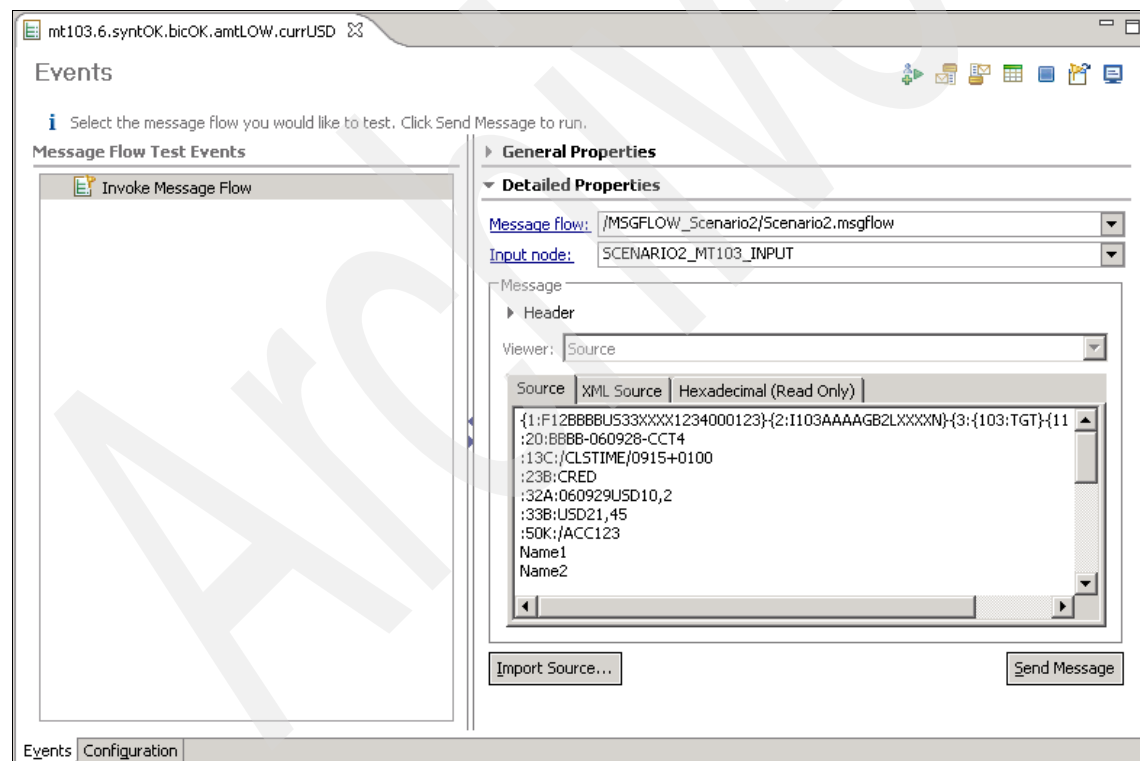 mt103.6.syntOK.bicOK.amtLOW.currUSD
Events
i Select the message flow you would like to test. Click Send Message to run.
Message Flow Test Events
Invoke Message Flow
General Properties
Detailed Properties
Message flow: /MSGFLOW_Scenario2/Scenario2.msgflow
Input node: SCENARIO2_MT103_INPUT
Message
Header
Viewer: Source
Source XML Source Hexadecimal (Read Only)
{1:F12BBBBUS33XXXX1234000123}-{2:I103AAAAGB2LXXXXN}-{3:{103:TGT}-{11
:20:BBBB-060928-CCT4
:13C:/CLSTIME/0915+0100
:23B:CRED
:32A:060929USD10,2
:33B:USD21,45
:50K:/ACC123
Name1
Name2
Import Source... Send Message
Events Configuration
Archive